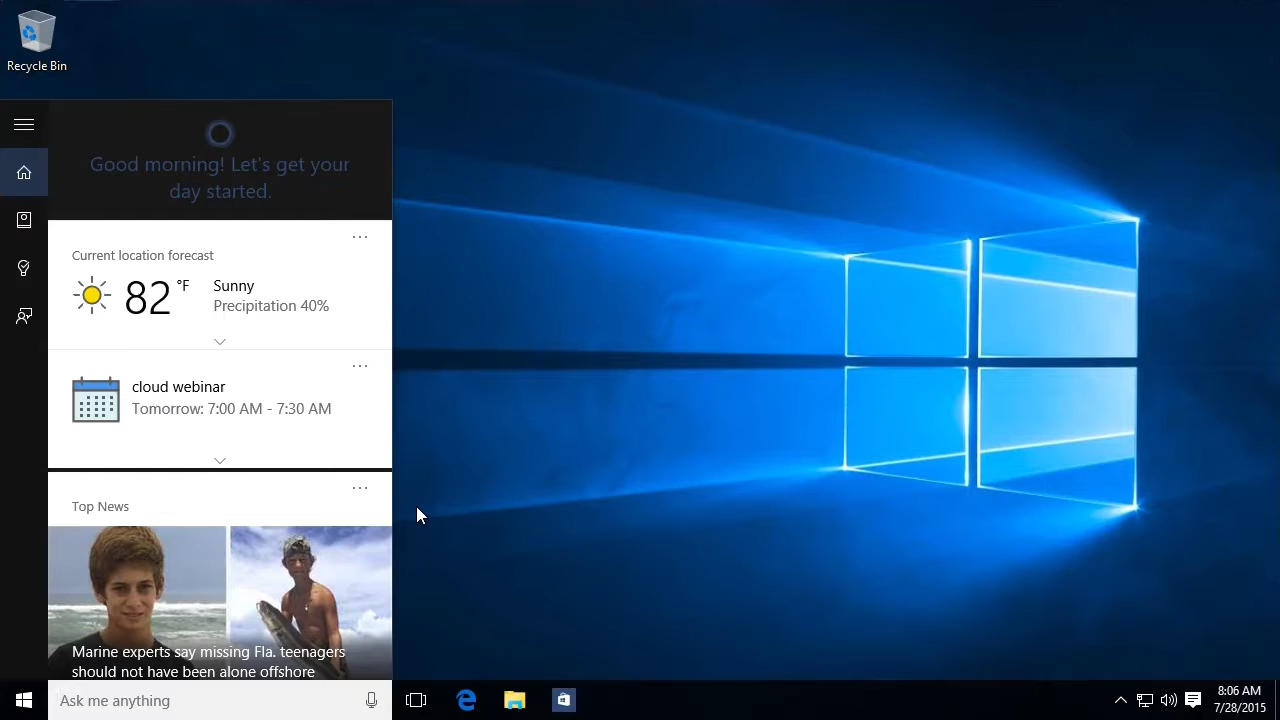 Recycle Bin
Good morning! Let's get your
day started.
Current location forecast
82 °F
Sunny
Precipitation 40%
cloud webinar
Tomorrow: 7:00 AM - 7:30 AM
Top News
Marine experts say missing Fla. teenagers
should not have been alone offshore
Ask me anything
8:06 AM
7/28/2015